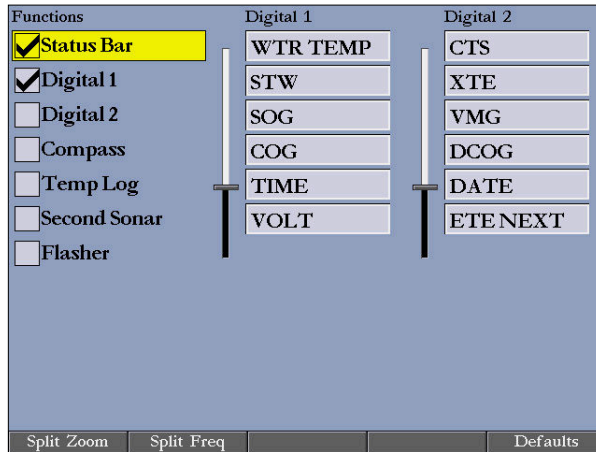 Functions
Status Bar
Digital 1
Digital 2
Compass
Temp Log
Second Sonar
Flasher
Digital 1
WTR TEMP
STW
SOG
COG
TIME
VOLT
Digital 2
CTS
XTE
VMG
DCOG
DATE
ETE NEXT
Split Zoom
Split Freq
Defaults